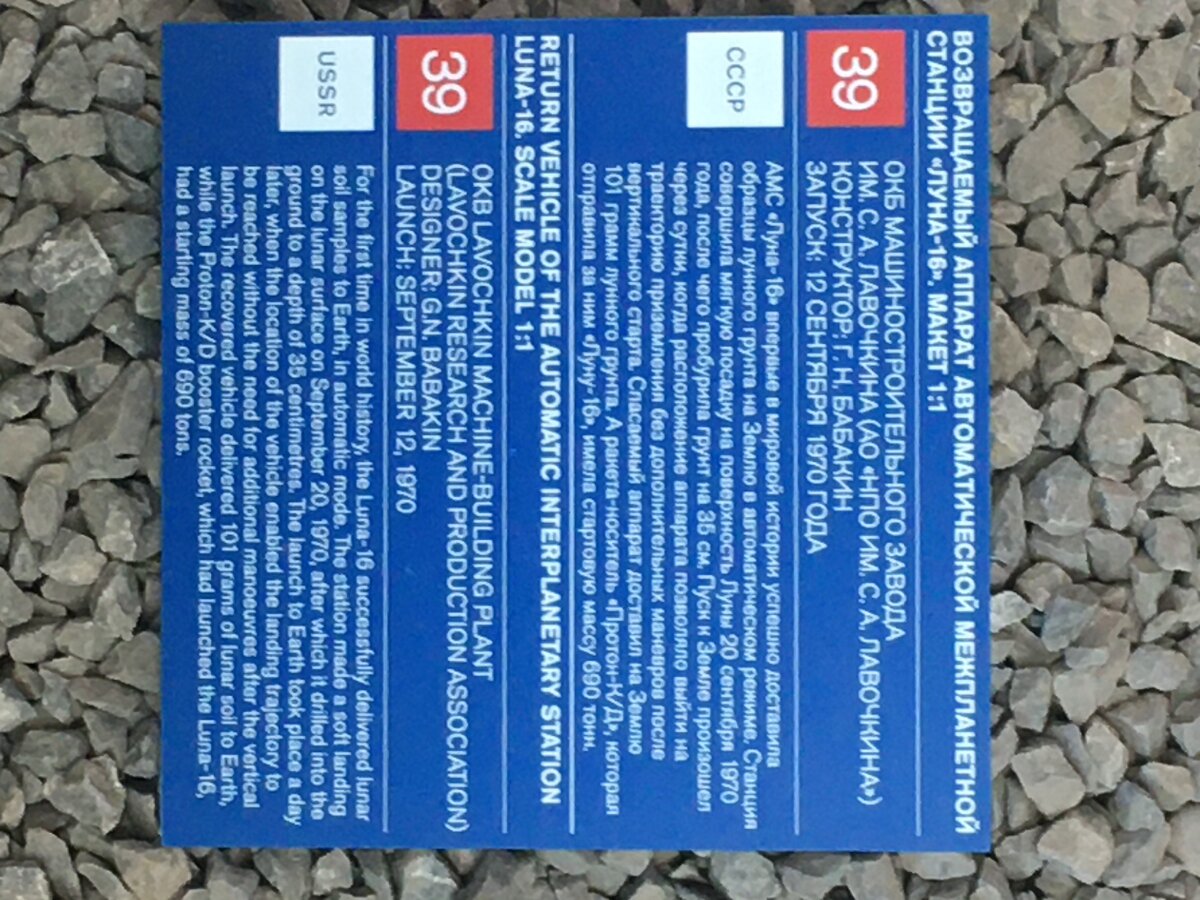 ВОЗВРАЩАЕМЫЙ АППАРАТ АВТОМАТИЧЕСКОЙ МЕЖПЛАНЕТНОЙ
СТАНЦИИ «ЛУНА-16». МАКЕТ 1:1
39
ОКБ МАШИНОСТРОИТЕЛЬНОГО ЗАВОДА
ИМ. С. А. ЛАВОЧКИНА (АО «НПО ИМ. С. А. ЛАВОЧКИНА»)
КОНСТРУКТОР: Г. Н. БАБАКИН
ЗАПУСК: 12 СЕНТЯБРЯ 1970 ГОДА
СССР
АМС «Луна-16» впервые в мировой истории успешно доставила
образцы лунного грунта на Землю в автоматическом режиме. Станция
совершила мягкую посадку на поверхность Луны 20 сентября 1970
года, после чего пробурила грунт на 35 см. Пуск к Земле произошел
через сутки, когда расположение аппарата позволило выйти на
траекторию приземления без дополнительных маневров после
вертикального старта. Спасаемый аппарат доставил на Землю
101 грамм лунного грунта. А ракета-носитель «Протон-К/Д», которая
отправила за ним «Луну-16», имела стартовую массу 690 тонн.
RETURN VEHICLE OF THE AUTOMATIC INTERPLANETARY STATION
LUNA-16. SCALE MODEL 1:1
39
OKB LAVOCHKIN MACHINE-BUILDING PLANT
(LAVOCHKIN RESEARCH AND PRODUCTION ASSOCIATION)
DESIGNER: G.N. BABAKIN
LAUNCH: SEPTEMBER 12, 1970
USSR
For the first time in world history, the Luna-16 successfully delivered lunar
soil samples to Earth, in automatic mode. The station made a soft landing
on the lunar surface on September 20, 1970, after which it drilled into the
ground to a depth of 35 centimetres. The launch to Earth took place a day
later, when the location of the vehicle enabled the landing trajectory to
be reached without the need for additional manoeuvres after the vertical
launch. The recovered vehicle delivered 101 grams of lunar soil to Earth,
while the Proton-K/D booster rocket, which had launched the Luna-16,
had a starting mass of 690 tons.